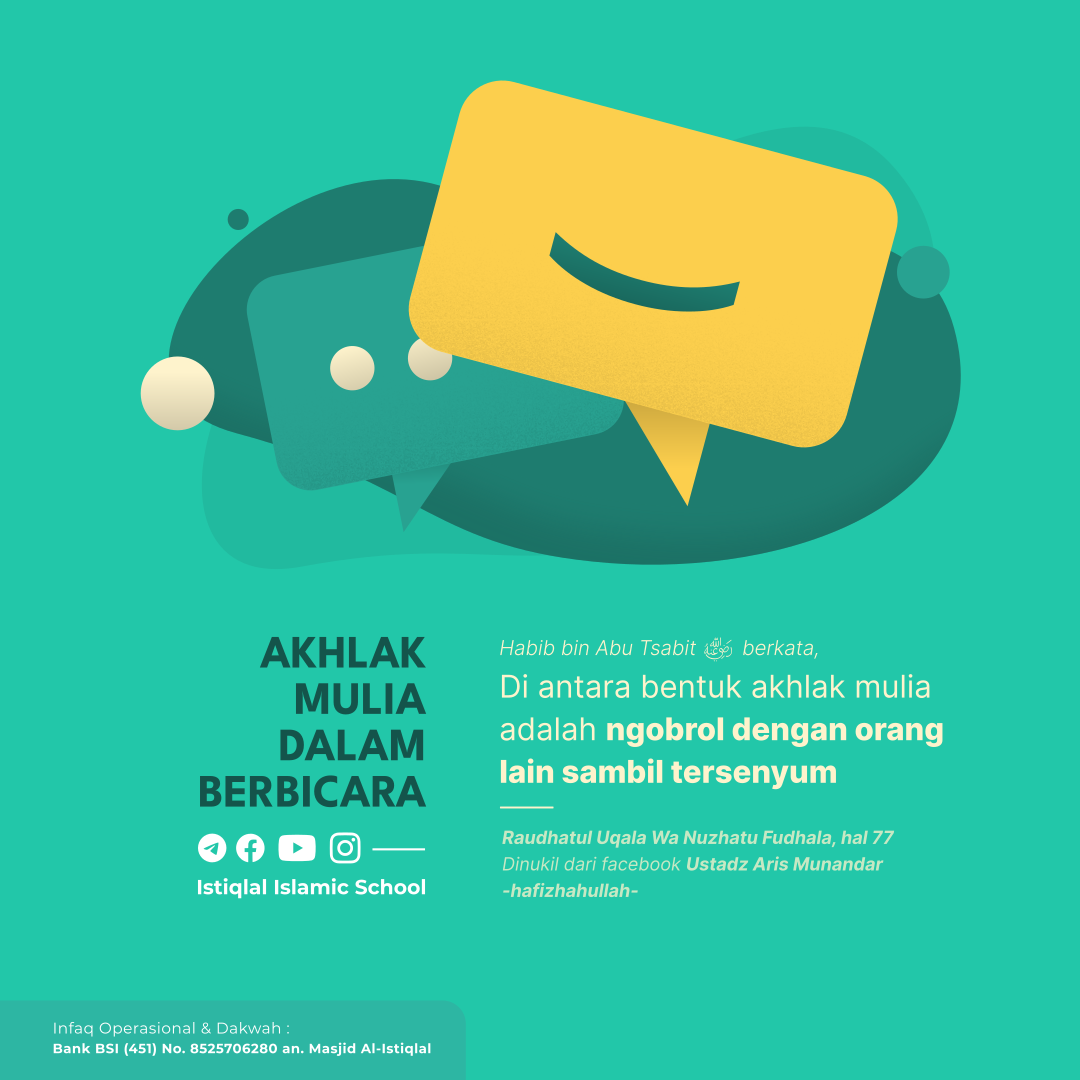 AKHLAK
MULIA
DALAM
BERBICARA
Istiqlal Islamic School
Habib bin Abu Tsabit berkata,
Di antara bentuk akhlak mulia
adalah ngobrol dengan orang
lain sambil tersenyum
Raudhatul Uqala Wa Nuzhatu Fudhala, hal 77
Dinukil dari facebook Ustadz Aris Munandar
-hafizhahullah-
Infaq Operasional & Dakwah :
Bank BSI (451) No. 8525706280 an. Masjid Al-Istiqlal